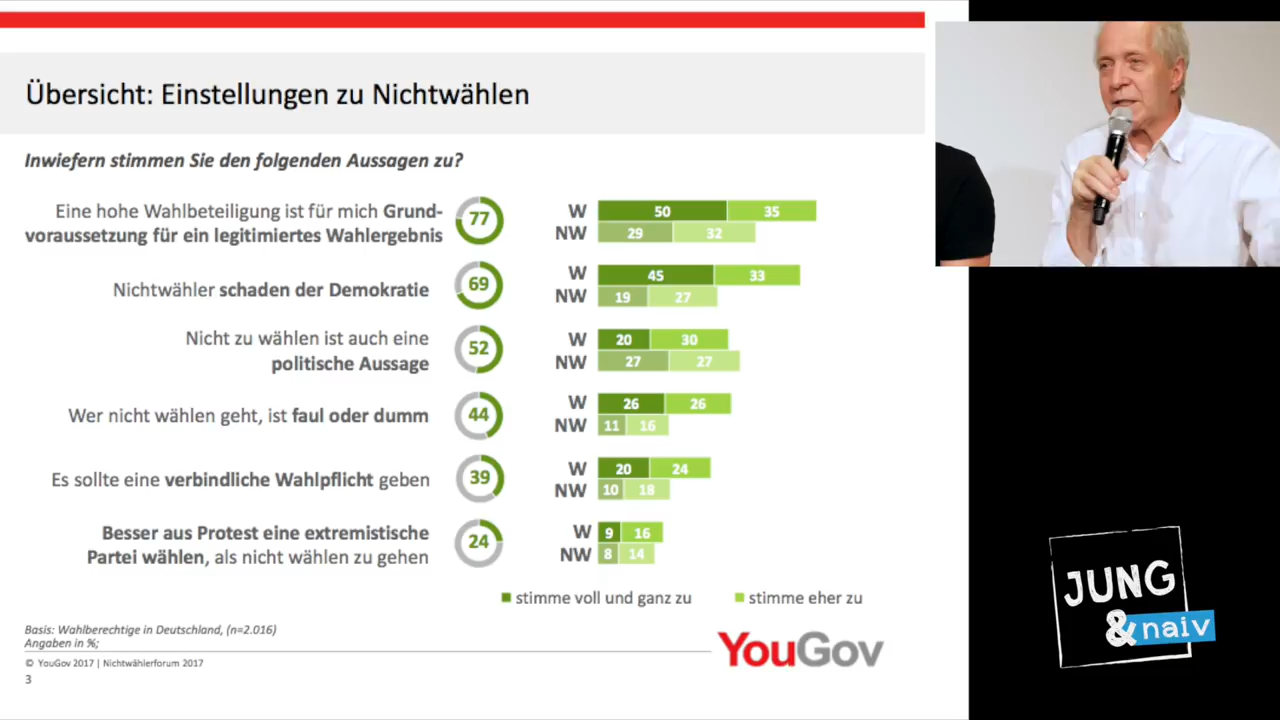 Übersicht: Einstellungen zu Nichtwählen
Inwiefern stimmen Sie den folgenden Aussagen zu?
Eine hohe Wahlbeteiligung ist für mich Grund-
voraussetzung für ein legitimiertes Wahlergebnis
77
W 50 35
NW 29 32
Nichtwähler schaden der Demokratie
69
W 45 33
NW 19 27
Nicht zu wählen ist auch eine
politische Aussage
52
W 20 30
NW 27 27
Wer nicht wählen geht, ist faul oder dumm
44
W 26 26
NW 11 16
Es sollte eine verbindliche Wahlpflicht geben
39
W 20 24
NW 10 18
Besser aus Protest eine extremistische
Partei wählen, als nicht wählen zu gehen
24
W 9 16
NW 8 14
stimme voll und ganz zu stimme eher zu
Basis: Wahlberechtige in Deutschland, (n=2.016)
Angaben in %;
© YouGov 2017 | Nichtwählerforum 2017
3
YouGov
JUNG
&naiv